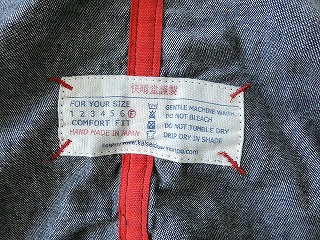 快晴堂謹製
FOR YOUR SIZE
1 2 3 4 5 6 F
COMFORT FIT
HAND MADE IN JAPAN
GENTLE MACHINE WASH
DO NOT BLEACH
DO NOT TUMBLE DRY
DRIP DRY IN SHADE